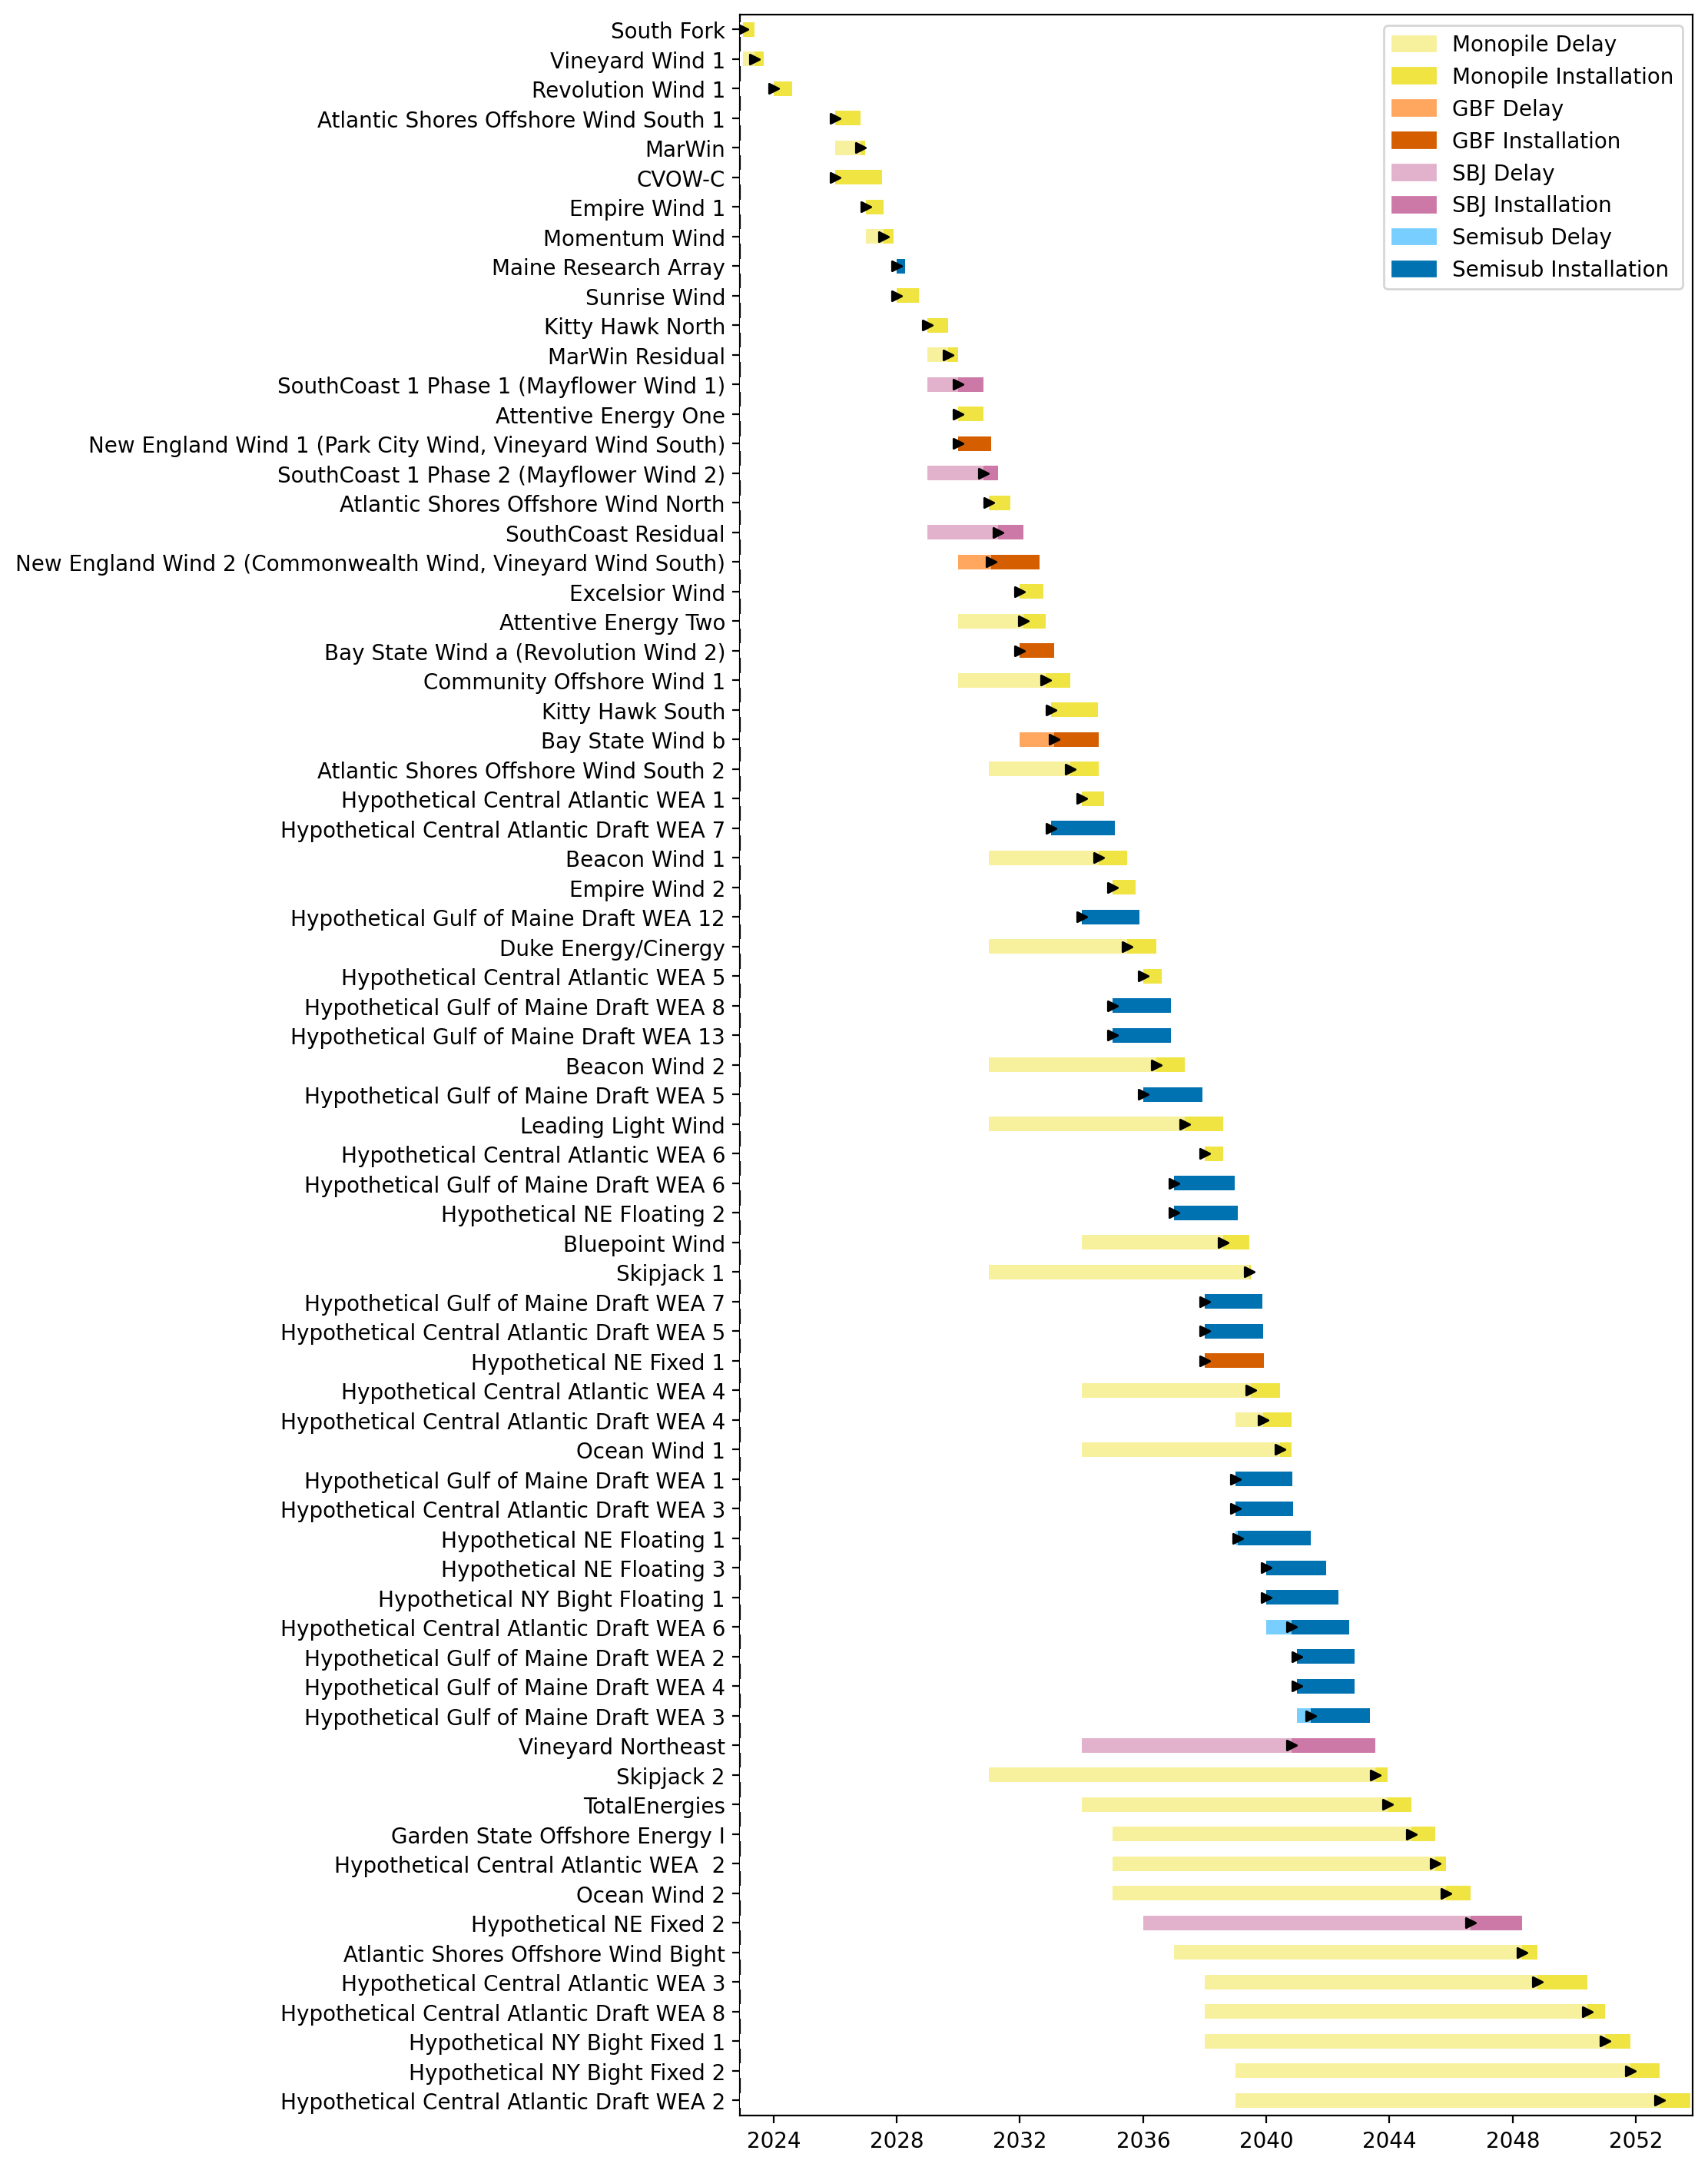 South Fork
Vineyard Wind 1
Revolution Wind 1
Atlantic Shores Offshore Wind South 1
MarWin
CVOW-C
Empire Wind 1
Momentum Wind
Maine Research Array
Sunrise Wind
Kitty Hawk North
MarWin Residual
SouthCoast 1 Phase 1 (Mayflower Wind 1)
Attentive Energy One
New England Wind 1 (Park City Wind, Vineyard Wind South)
SouthCoast 1 Phase 2 (Mayflower Wind 2)
Atlantic Shores Offshore Wind North
SouthCoast Residual
New England Wind 2 (Commonwealth Wind, Vineyard Wind South)
Excelsior Wind
Attentive Energy Two
Bay State Wind a (Revolution Wind 2)
Community Offshore Wind 1
Kitty Hawk South
Bay State Wind b
Atlantic Shores Offshore Wind South 2
Hypothetical Central Atlantic WEA 1
Hypothetical Central Atlantic Draft WEA 7
Beacon Wind 1
Empire Wind 2
Hypothetical Gulf of Maine Draft WEA 12
Duke Energy/Cinergy
Hypothetical Central Atlantic WEA 5
Hypothetical Gulf of Maine Draft WEA 8
Hypothetical Gulf of Maine Draft WEA 13
Beacon Wind 2
Hypothetical Gulf of Maine Draft WEA 5
Leading Light Wind
Hypothetical Central Atlantic WEA 6
Hypothetical Gulf of Maine Draft WEA 6
Hypothetical NE Floating 2
Bluepoint Wind
Skipjack 1
Hypothetical Gulf of Maine Draft WEA 7
Hypothetical Central Atlantic Draft WEA 5
Hypothetical NE Fixed 1
Hypothetical Central Atlantic WEA 4
Hypothetical Central Atlantic Draft WEA 4
Ocean Wind 1
Hypothetical Gulf of Maine Draft WEA 1
Hypothetical Central Atlantic Draft WEA 3
Hypothetical NE Floating 1
Hypothetical NE Floating 3
Hypothetical NY Bight Floating 1
Hypothetical Central Atlantic Draft WEA 6
Hypothetical Gulf of Maine Draft WEA 2
Hypothetical Gulf of Maine Draft WEA 4
Hypothetical Gulf of Maine Draft WEA 3
Vineyard Northeast
Skipjack 2
TotalEnergies
Garden State Offshore Energy I
Hypothetical Central Atlantic WEA  2
Ocean Wind 2
Hypothetical NE Fixed 2
Atlantic Shores Offshore Wind Bight
Hypothetical Central Atlantic WEA 3
Hypothetical Central Atlantic Draft WEA 8
Hypothetical NY Bight Fixed 1
Hypothetical NY Bight Fixed 2
Hypothetical Central Atlantic Draft WEA 2
Monopile Delay
Monopile Installation
GBF Delay
GBF Installation
SBJ Delay
SBJ Installation
Semisub Delay
Semisub Installation
2024 2028 2032 2036 2040 2044 2048 2052